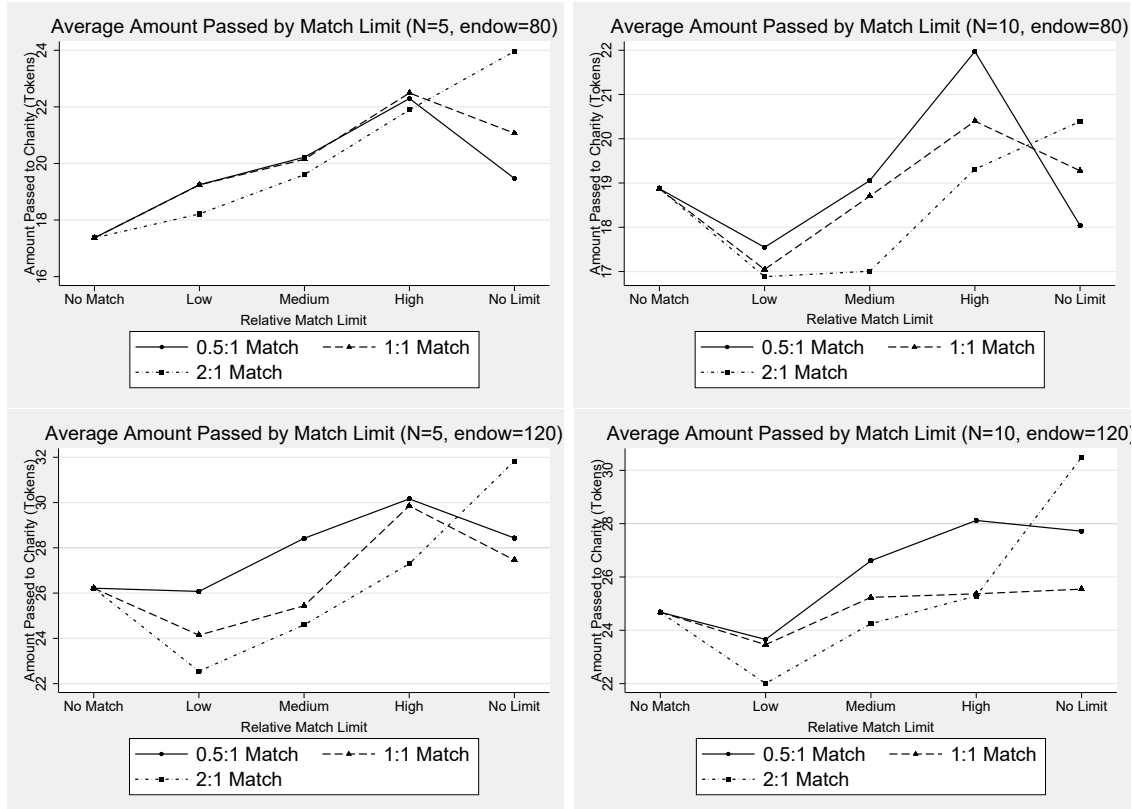 Average Amount Passed by Match Limit (N=5, endow=80)
Amount Passed to Charity (Tokens)
24
22
20
18
16
No Match Low Medium High No Limit
Relative Match Limit
0.5:1 Match 1:1 Match
2:1 Match
Average Amount Passed by Match Limit (N=10, endow=80)
Amount Passed to Charity (Tokens)
22
21
20
19
18
17
No Match Low Medium High No Limit
Relative Match Limit
0.5:1 Match 1:1 Match
2:1 Match
Average Amount Passed by Match Limit (N=5, endow=120)
Amount Passed to Charity (Tokens)
32
30
28
26
24
22
No Match Low Medium High No Limit
Relative Match Limit
0.5:1 Match 1:1 Match
2:1 Match
Average Amount Passed by Match Limit (N=10, endow=120)
Amount Passed to Charity (Tokens)
30
28
26
24
22
No Match Low Medium High No Limit
Relative Match Limit
0.5:1 Match 1:1 Match
2:1 Match